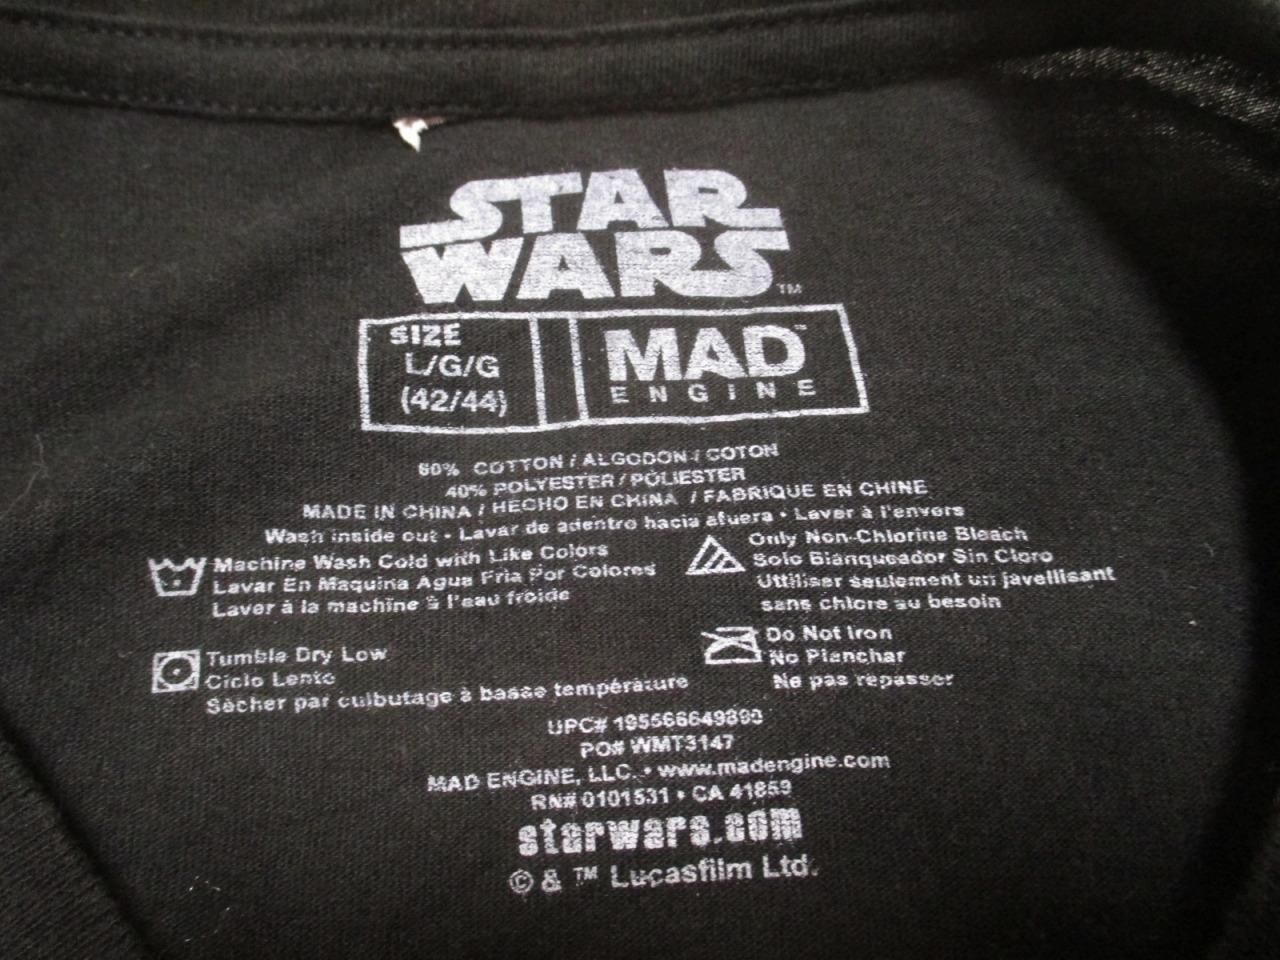 STAR
WARS™
SIZE
L/G/G
(42/44)
MAD™
ENGINE
60% COTTON / ALGODON / COTON
40% POLYESTER / POLIESTER
MADE IN CHINA / HECHO EN CHINA / FABRIQUE EN CHINE
Wash inside out • Lavar de adentro hacia afuera • Laver à l'envers
Machine Wash Cold with Like Colors
Lavar En Maquina Agua Fria Por Colores
Laver à la machine à l'eau froide
Only Non-Chlorine Bleach
Solo Blanqueador Sin Cloro
Uttiliser seulement un javellisant
sans chlore au besoin
Tumble Dry Low
Ciclo Lento
Sècher par culbutage à basse température
Do Not Iron
No Planchar
Ne pas repasser
UPC#
PO# WMT3147
MAD ENGINE, LLC. • www.madengine.com
RN# 0101531 • CA 41859
starwars.com
© & ™ Lucasfilm Ltd.